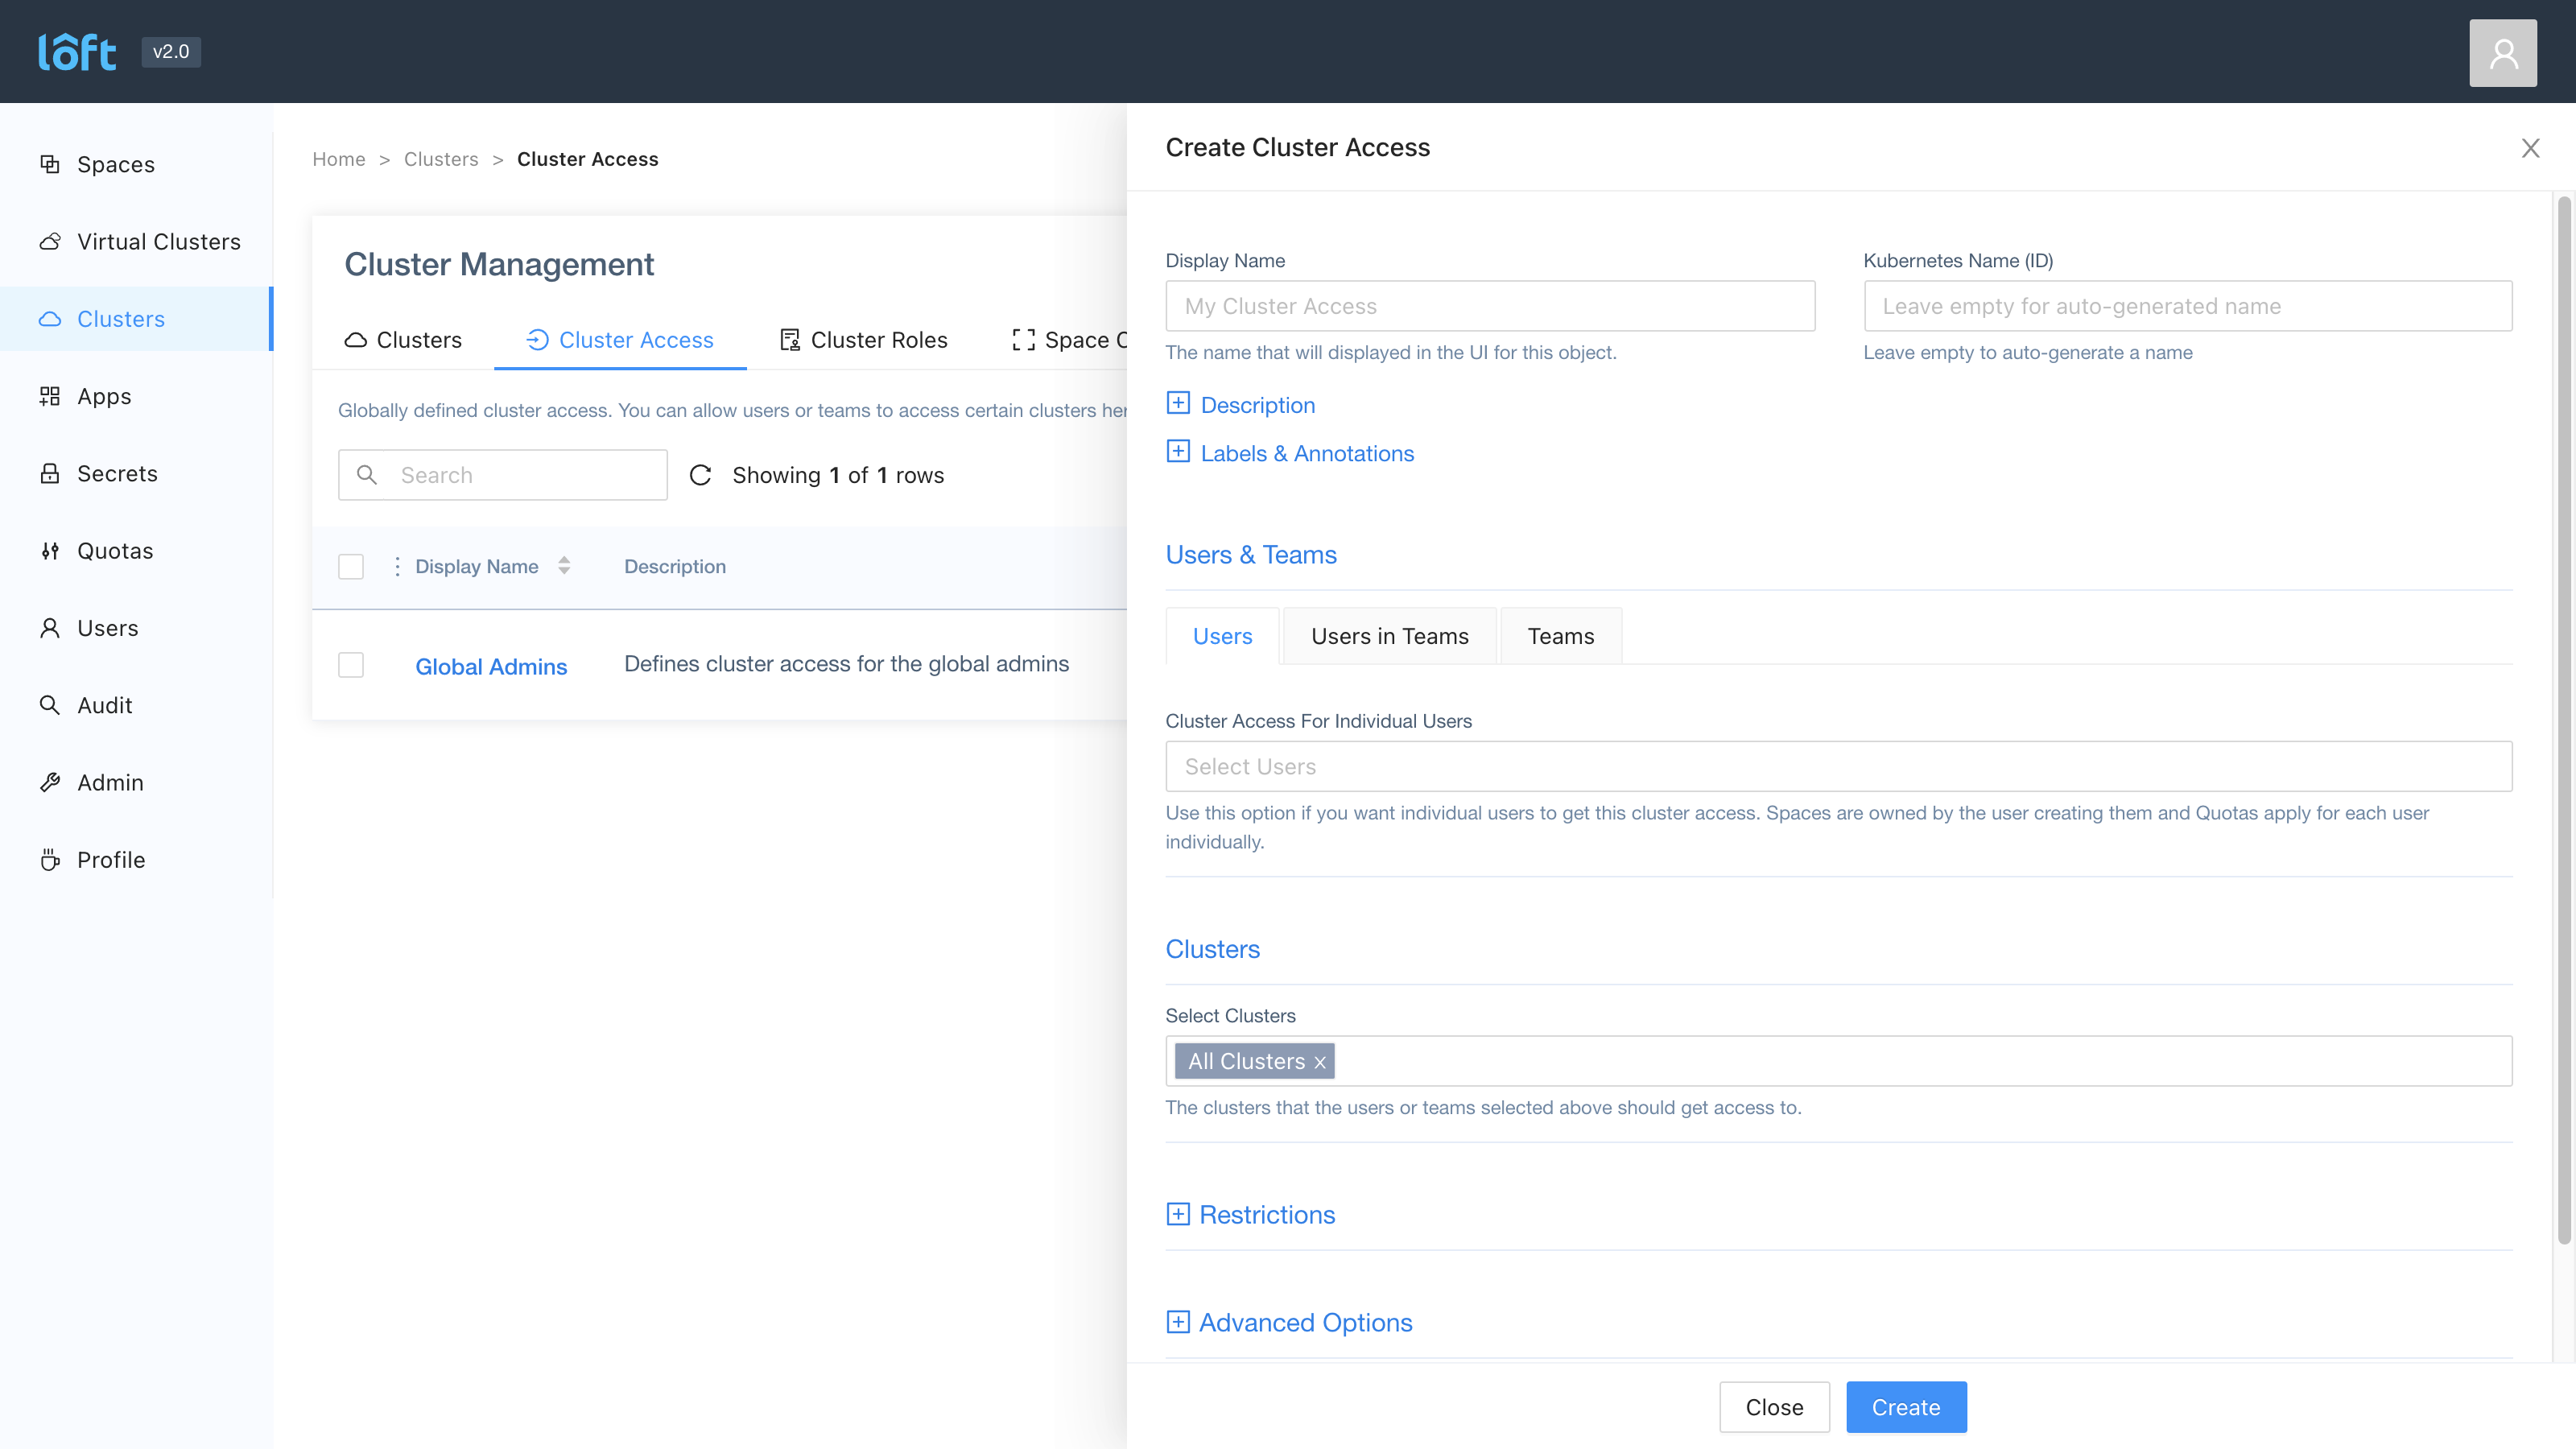 lôft v2.0
Spaces
Virtual Clusters
Clusters
Apps
Secrets
Quotas
Users
Audit
Admin
Profile
Home > Clusters > Cluster Access
Cluster Management
Clusters Cluster Access Cluster Roles Space C
Globally defined cluster access. You can allow users or teams to access certain clusters her
Search Showing 1 of 1 rows
Display Name Description
Global Admins Defines cluster access for the global admins
Create Cluster Access
Display Name Kubernetes Name (ID)
My Cluster Access Leave empty for auto-generated name
The name that will displayed in the UI for this object. Leave empty to auto-generate a name
Description
Labels & Annotations
Users & Teams
Users Users in Teams Teams
Cluster Access For Individual Users
Select Users
Use this option if you want individual users to get this cluster access. Spaces are owned by the user creating them and Quotas apply for each user
individually.
Clusters
Select Clusters
All Clusters
The clusters that the users or teams selected above should get access to.
Restrictions
Advanced Options
Close Create